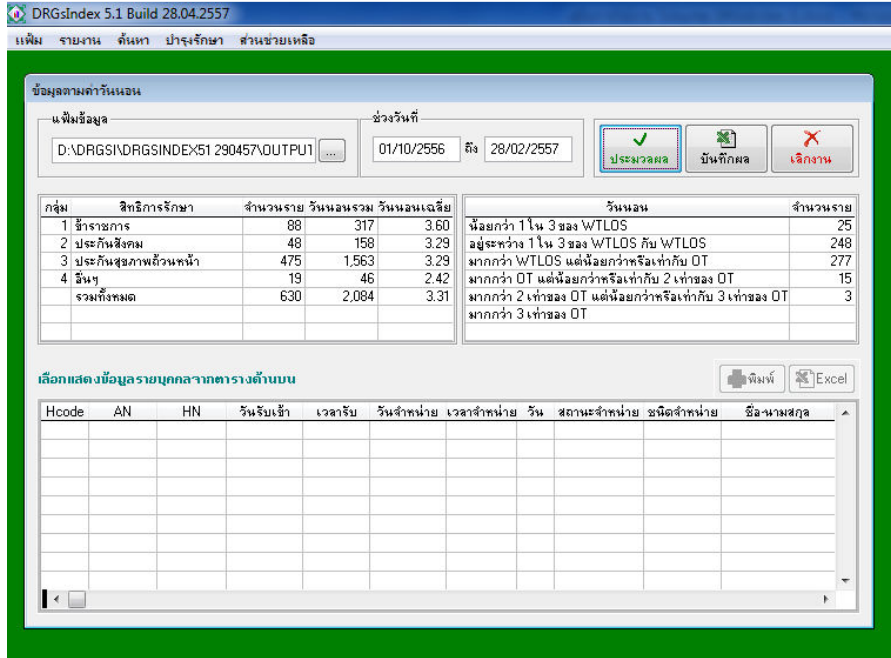 DRGsIndex 5.1 Build 28.04.2557
แฟ้ม รายงาน ค้นหา บำรุงรักษา ส่วนช่วยเหลือ
ข้อมูลตามค่าวันนอน
แฟ้มข้อมูล ช่วงวันที่
D:\DRGSI\DRGSINDEX51 290457\OUTPU1 ... 01/10/2556 ถึง 28/02/2557 ประมวลผล บันทึกผล เลิกงาน
กลุ่ม สิทธิการรักษา จำนวนราย วันนอนรวม วันนอนเฉลี่ย วันนอน จำนวนราย
1 ข้าราชการ 88 317 3.60 น้อยกว่า 1 ใน 3 ของ WTLOS 25
2 ประกันสังคม 48 158 3.29 อยู่ระหว่าง 1 ใน 3 ของ WTLOS กับ WTLOS 248
3 ประกันสุขภาพถ้วนหน้า 475 1,563 3.29 มากกว่า WTLOS แต่น้อยกว่าหรือเท่ากับ OT 277
4 อื่นๆ 19 46 2.42 มากกว่า OT แต่น้อยกว่าหรือเท่ากับ 2 เท่าของ OT 15
รวมทั้งหมด 630 2,084 3.31 มากกว่า 2 เท่าของ OT แต่น้อยกว่าหรือเท่ากับ 3 เท่าของ OT 3
มากกว่า 3 เท่าของ OT
เลือกแสดงข้อมูลรายบุคคลจากตารางด้านบน พิมพ์ Excel
Hcode AN HN วันรับเข้า เวลารับ วันจำหน่าย เวลาจำหน่าย วัน สถานะจำหน่าย ชนิดจำหน่าย ชื่อ-นามสกุล